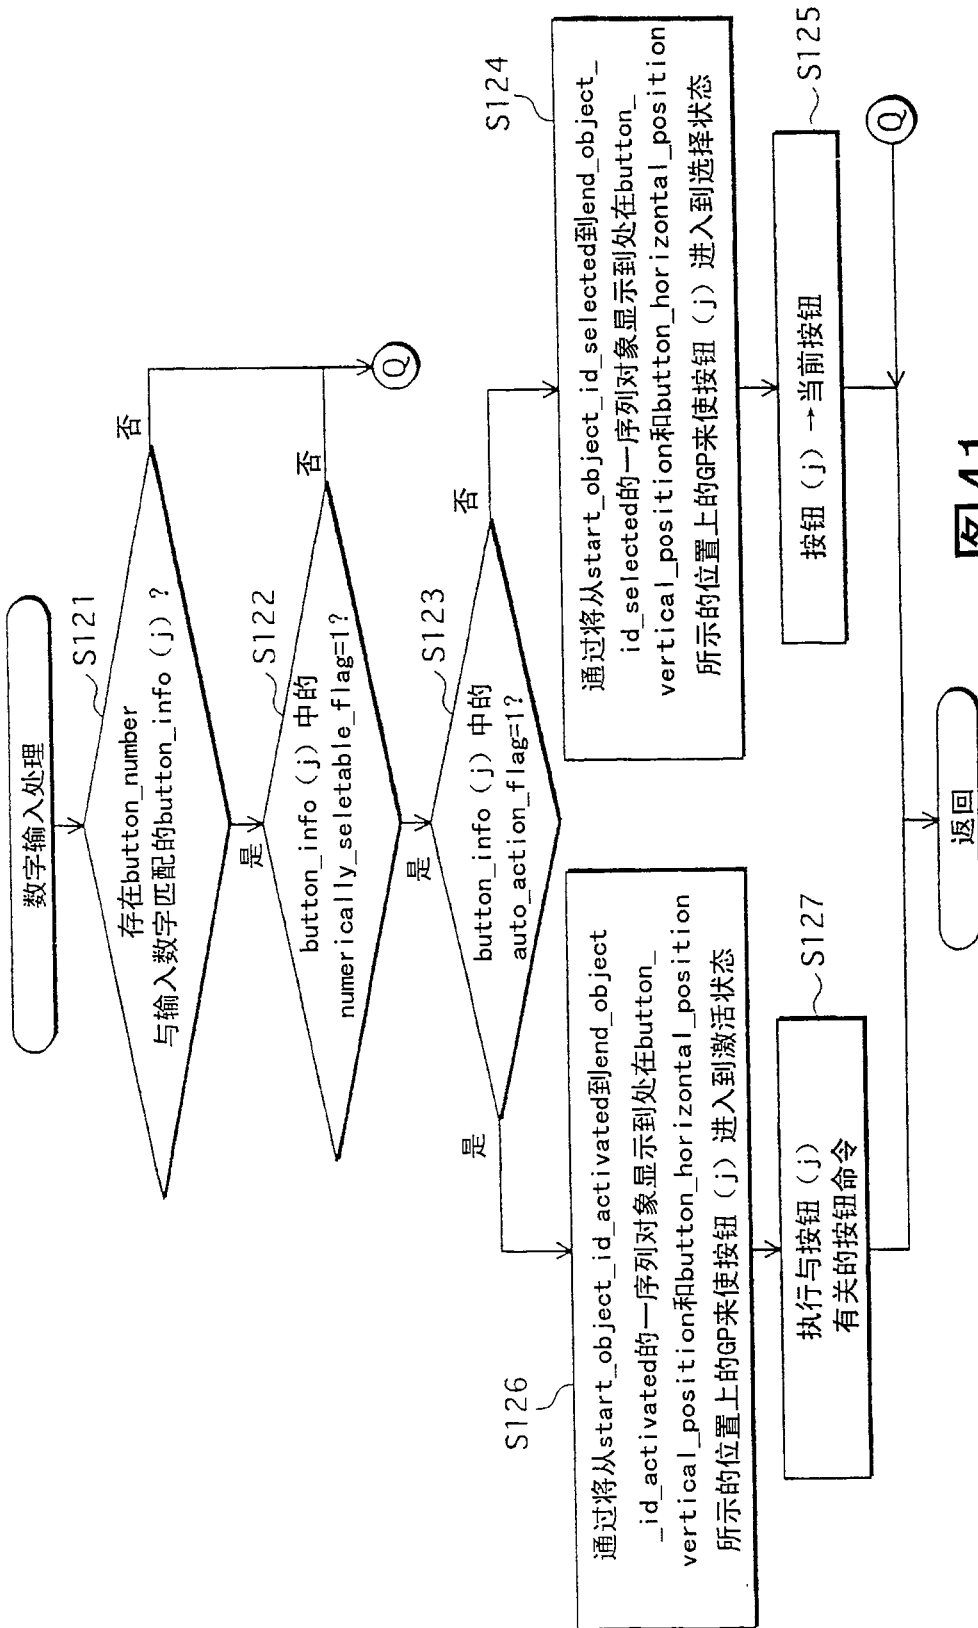 数字输入处理
S121
存在button_number
与输入数字匹配的button_info（j）?
否
Q
是
S122
button_info（j）中的
numerically_seletable_flag=1?
否
是
S123
button_info（j）中的
auto_action_flag=1?
否
是
S124
通过将从start_object_id_selected到end_object_
id_selected的一序列对象显示到处在button_
vertical_position和button_horizontal_position
所示的位置上的GP来使按钮（j）进入到选择状态
S125
按钮（j）→当前按钮
Q
S126
通过将从start_object_id_activated到end_object
_id_activated的一序列对象显示到处在button_
vertical_position和button_horizontal_position
所示的位置上的GP来使按钮（j）进入到激活状态
S127
执行与按钮（j）
有关的按钮命令
返回
图41